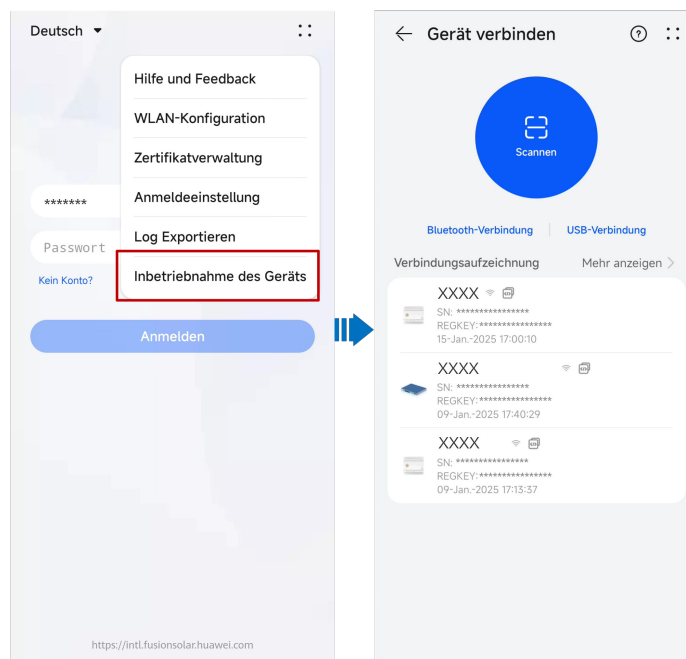 Deutsch
Hilfe und Feedback
WLAN-Konfiguration
Zertifikatverwaltung
Anmeldeeinstellung
*******
Log Exportieren
Passwort
Inbetriebnahme des Geräts
Kein Konto?
Anmelden
https://intl.fusionsolar.huawei.com
Gerät verbinden
Scannen
Bluetooth-Verbindung
USB-Verbindung
Verbindungsaufzeichnung
Mehr anzeigen
XXXX
SN: ****************
REGKEY:****************
15-Jan.-2025 17:00:10
XXXX
SN: ****************
REGKEY:****************
09-Jan.-2025 17:40:29
XXXX
SN: ****************
REGKEY:****************
09-Jan.-2025 17:13:37